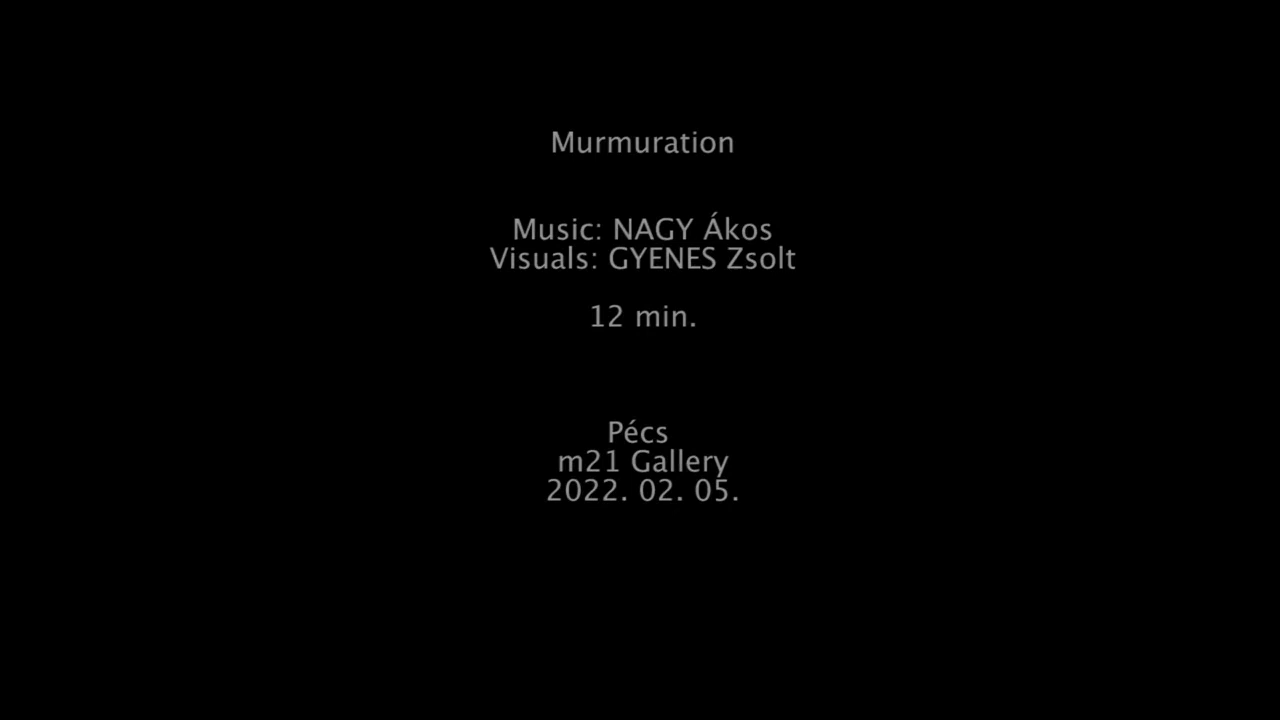 Murmuration
Music: NAGY Ákos
Visuals: GYENES Zsolt
12 min.
Pécs
m21 Gallery
2022. 02. 05.